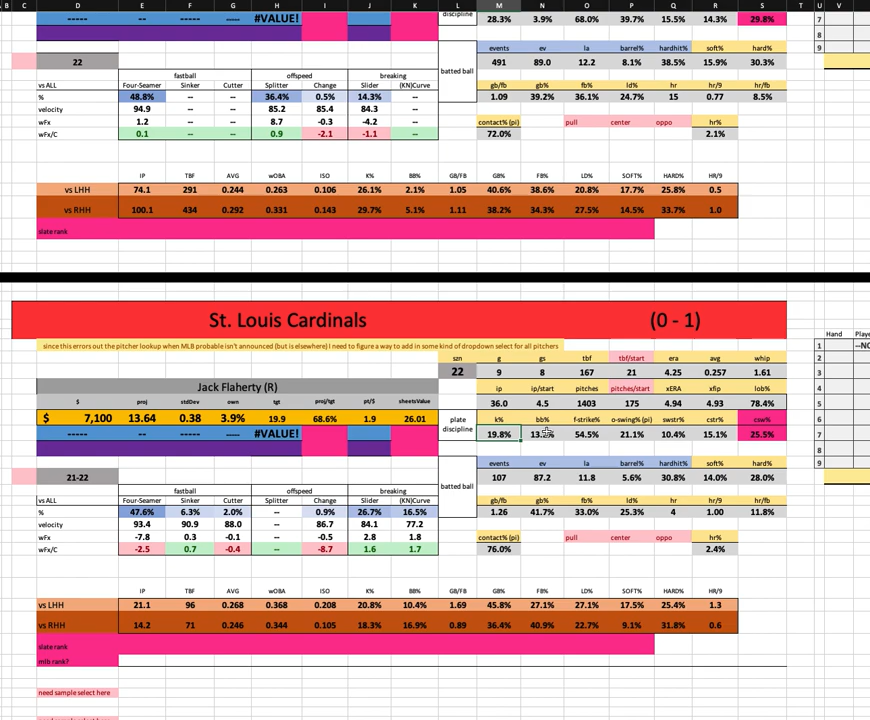 B C D E F G H I J K L M N O P Q R S T U V
discipline 28.3% 3.9% 68.0% 39.7% 15.5% 14.3% 29.8% 7
----- -- -- ---- #VALUE!
8
events ev la barrel% hardhit% soft% hard% 9
22 491 89.0 12.2 8.1% 38.5% 15.9% 30.3%
batted ball
fastball offspeed breaking
vs ALL Four-Seamer Sinker Cutter Splitter Change Slider (KN)Curve gb/fb gb% fb% ld% hr hr/9 hr/fb
% 48.8% -- -- 36.4% 0.5% 14.3% -- 1.09 39.2% 36.1% 24.7% 15 0.77 8.5%
velocity 94.9 -- -- 85.2 85.4 84.3 --
wFx 1.2 -- -- 8.7 -0.3 -4.2 -- contact% (pi) pull center oppo hr%
wFx/C 0.1 -- -- 0.9 -2.1 -1.1 -- 72.0% 2.1%
IP TBF AVG wOBA ISO K% BB% GB/FB GB% FB% LD% SOFT% HARD% HR/9
vs LHH 74.1 291 0.244 0.263 0.106 26.1% 2.1% 1.05 40.6% 38.6% 20.8% 17.7% 25.8% 0.5
vs RHH 100.1 434 0.292 0.331 0.143 29.7% 5.1% 1.11 38.2% 34.3% 27.5% 14.5% 33.7% 1.0
slate rank
St. Louis Cardinals (0 - 1)
Hand Playe
since this errors out the pitcher lookup when MLB probable isn't announced (but is elsewhere) I need to figure a way to add in some kind of dropdown select for all pitchers
1 --NO
szn g gs tbf tbf/start era avg whip 2
22 9 8 167 21 4.25 0.257 1.61 3
Jack Flaherty (R) ip ip/start pitches pitches/start xERA xfip lob% 4
$ proj stdDev own tgt proj/tgt pt/$ sheetsValue 36.0 4.5 1403 175 4.94 4.93 78.4% 5
$ 7,100 13.64 0.38 3.9% 19.9 68.6% 1.9 26.01 k% bb% f-strike% o-swing% (pi) swstr% cstr% csw% 6
plate discipline
----- -- -- ---- #VALUE! 19.8% 54.5% 21.1% 10.4% 15.1% 25.5% 7
8
events ev la barrel% hardhit% soft% hard% 9
21-22 107 87.2 11.8 5.6% 30.8% 14.0% 28.0%
batted ball
fastball offspeed breaking
vs ALL Four-Seamer Sinker Cutter Splitter Change Slider (KN)Curve gb/fb gb% fb% ld% hr hr/9 hr/fb
% 47.6% 6.3% 2.0% -- 0.9% 26.7% 16.5% 1.26 41.7% 33.0% 25.3% 4 1.00 11.8%
velocity 93.4 90.9 88.0 -- 86.7 84.1 77.2
wFx -7.8 0.3 -0.1 -- -0.5 2.8 1.8 contact% (pi) pull center oppo hr%
wFx/C -2.5 0.7 -0.4 -- -8.7 1.6 1.7 76.0% 2.4%
IP TBF AVG wOBA ISO K% BB% GB/FB GB% FB% LD% SOFT% HARD% HR/9
vs LHH 21.1 96 0.268 0.368 0.208 20.8% 10.4% 1.69 45.8% 27.1% 27.1% 17.5% 25.4% 1.3
vs RHH 14.2 71 0.246 0.344 0.105 18.3% 16.9% 0.89 36.4% 40.9% 22.7% 9.1% 31.8% 0.6
slate rank
mlb rank?
need sample select here